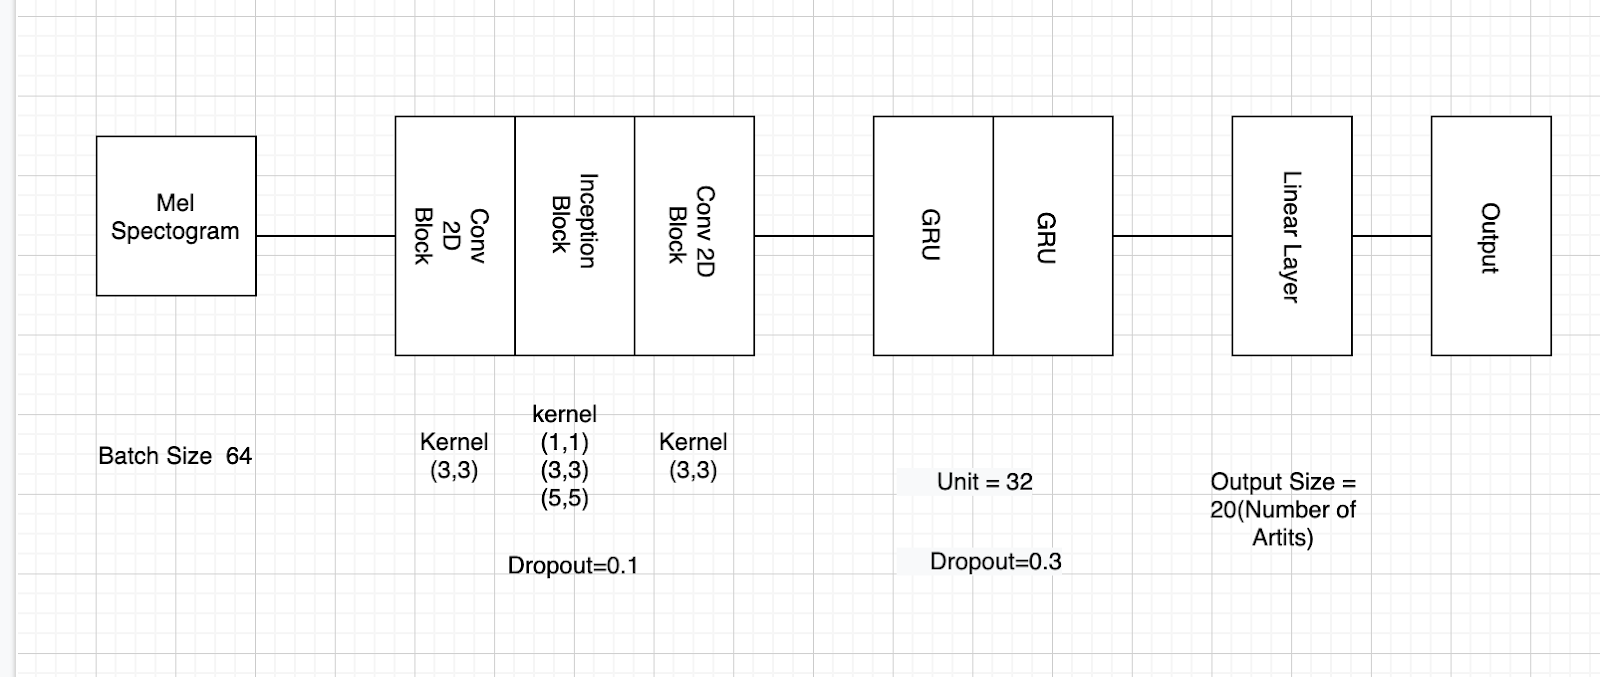 Mel
Spectogram
Conv
2D
Block
Inception
Block
Conv 2D
Block
GRU
GRU
Linear Layer
Output
Batch Size  64
Kernel
(3,3)
kernel
(1,1)
(3,3)
(5,5)
Kernel
(3,3)
Dropout=0.1
Unit = 32
Dropout=0.3
Output Size =
20(Number of
Artits)